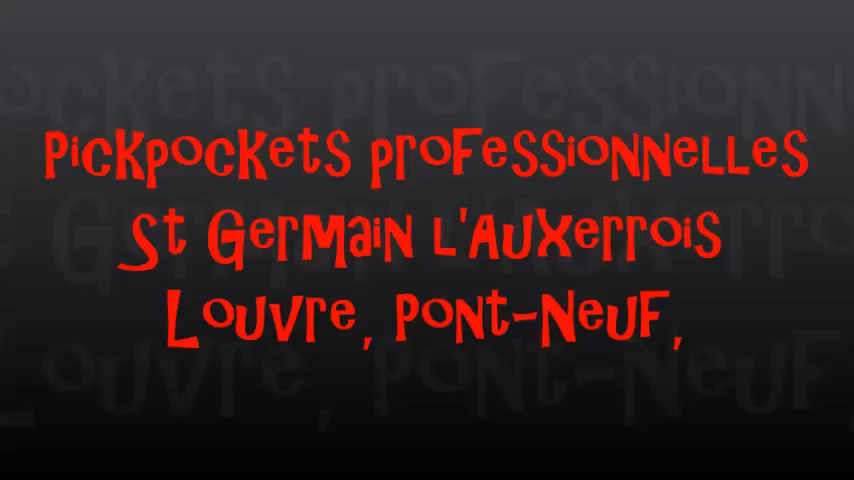 Pickpockets professionnelles
St Germain l'Auxerrois
Louvre, pont-neuf,